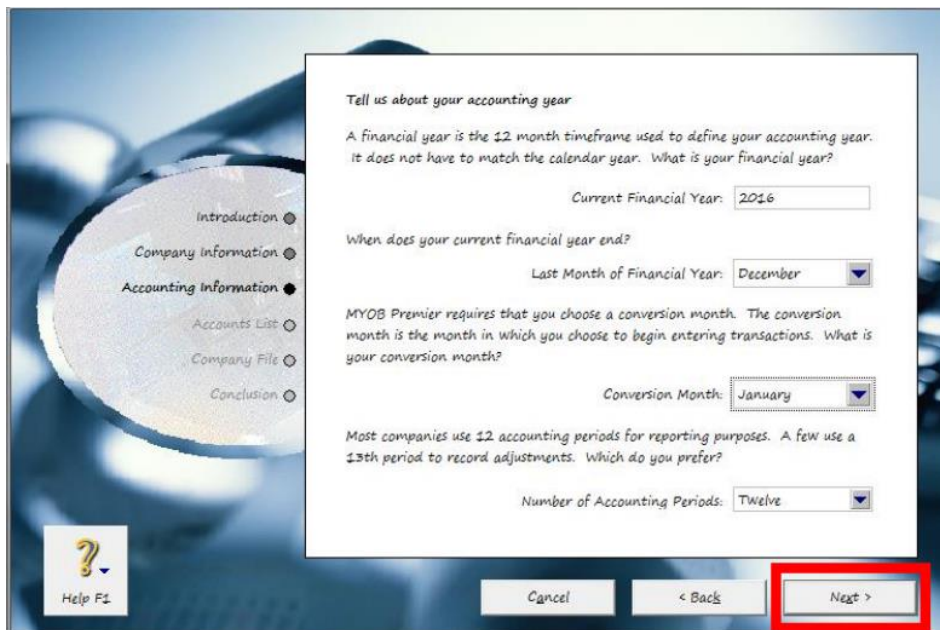 Tell us about your accounting year
A financial year is the 12 month timeframe used to define your accounting year.
It does not have to match the calendar year. What is your financial year?
Current Financial Year: 2016
When does your current financial year end?
Last Month of Financial Year: December
MYOB Premier requires that you choose a conversion month. The conversion
month is the month in which you choose to begin entering transactions. What is
your conversion month?
Conversion Month: January
Most companies use 12 accounting periods for reporting purposes. A few use a
13th period to record adjustments. Which do you prefer?
Number of Accounting Periods: Twelve
Introduction
Company Information
Accounting Information
Accounts List
Company File
Conclusion
Help F1
Cancel
< Back
Next >